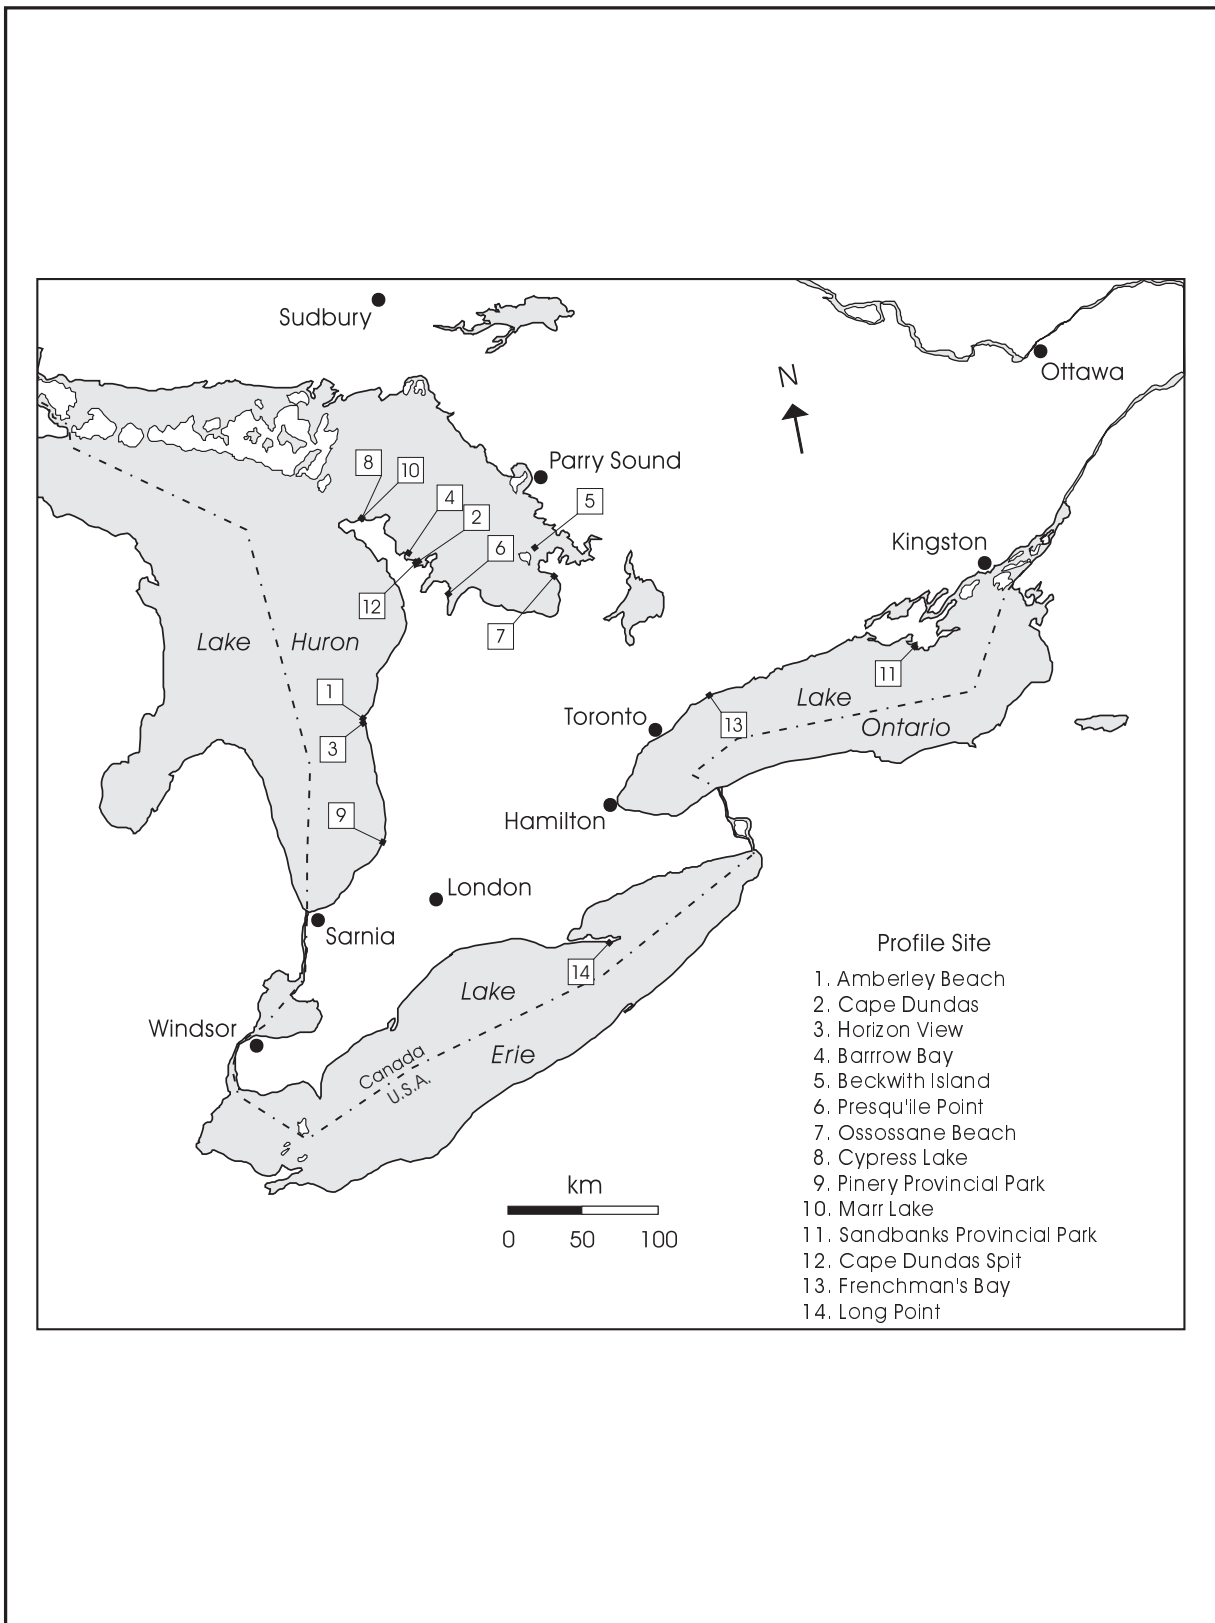 Sudbury
Ottawa
N
Parry Sound
8
10
4
5
2
6
Kingston
12
7
Lake Huron
11
1
Lake
13
Toronto
Ontario
3
9
Hamilton
London
Sarnia
14
Lake
Windsor
Erie
Canada
U.S.A.
km
0 50 100
Profile Site
1. Amberley Beach
2. Cape Dundas
3. Horizon View
4. Barrrow Bay
5. Beckwith Island
6. Presqu'ile Point
7. Ossossane Beach
8. Cypress Lake
9. Pinery Provincial Park
10. Marr Lake
11. Sandbanks Provincial Park
12. Cape Dundas Spit
13. Frenchman's Bay
14. Long Point